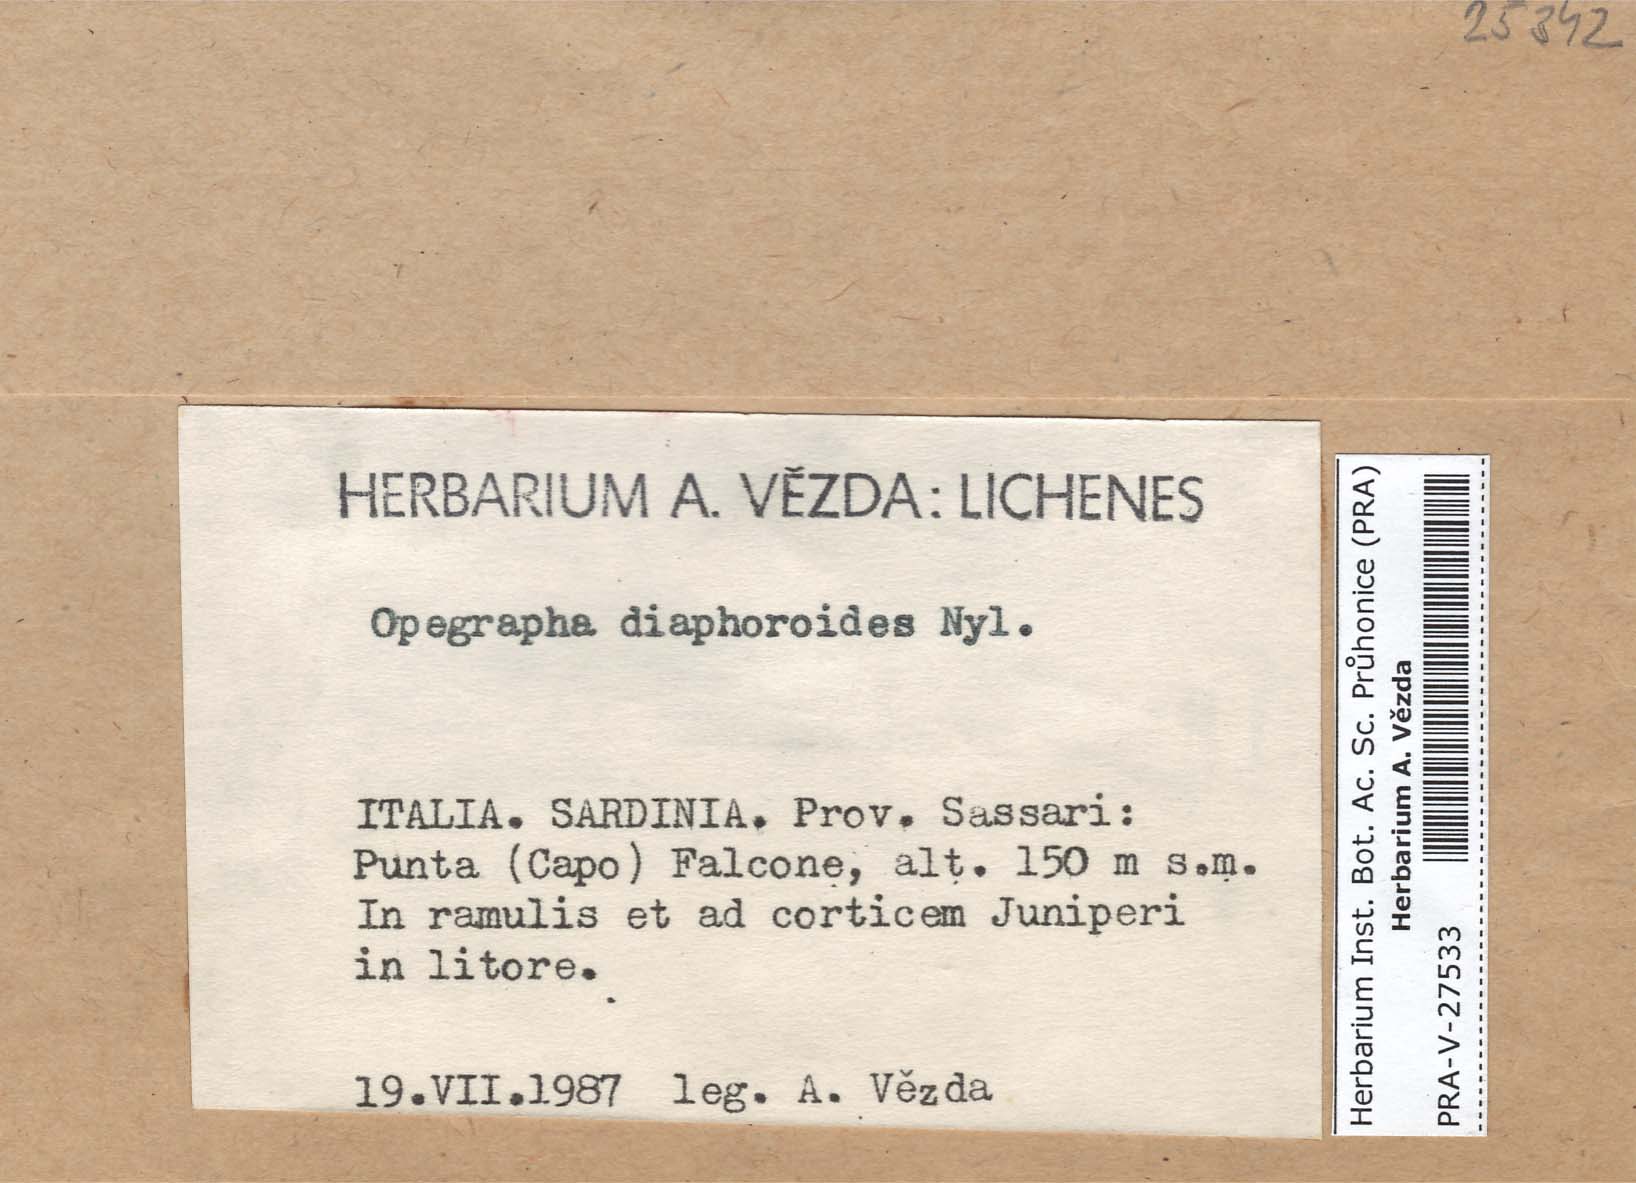 25342
HERBARIUM A. VĚZDA: LICHENES
Opegrapha diaphoroides Nyl.
ITALIA. SARDINIA. Prov. Sassari:
Punta (Capo) Falcone, alt. 150 m s.m.
In ramulis et ad corticem Juniperi
in litore.
19.VII.1987 leg. A. Vězda
Herbarium Inst. Bot. Ac. Sc. Průhonice (PRA)
Herbarium A. Vězda
PRA-V-27533